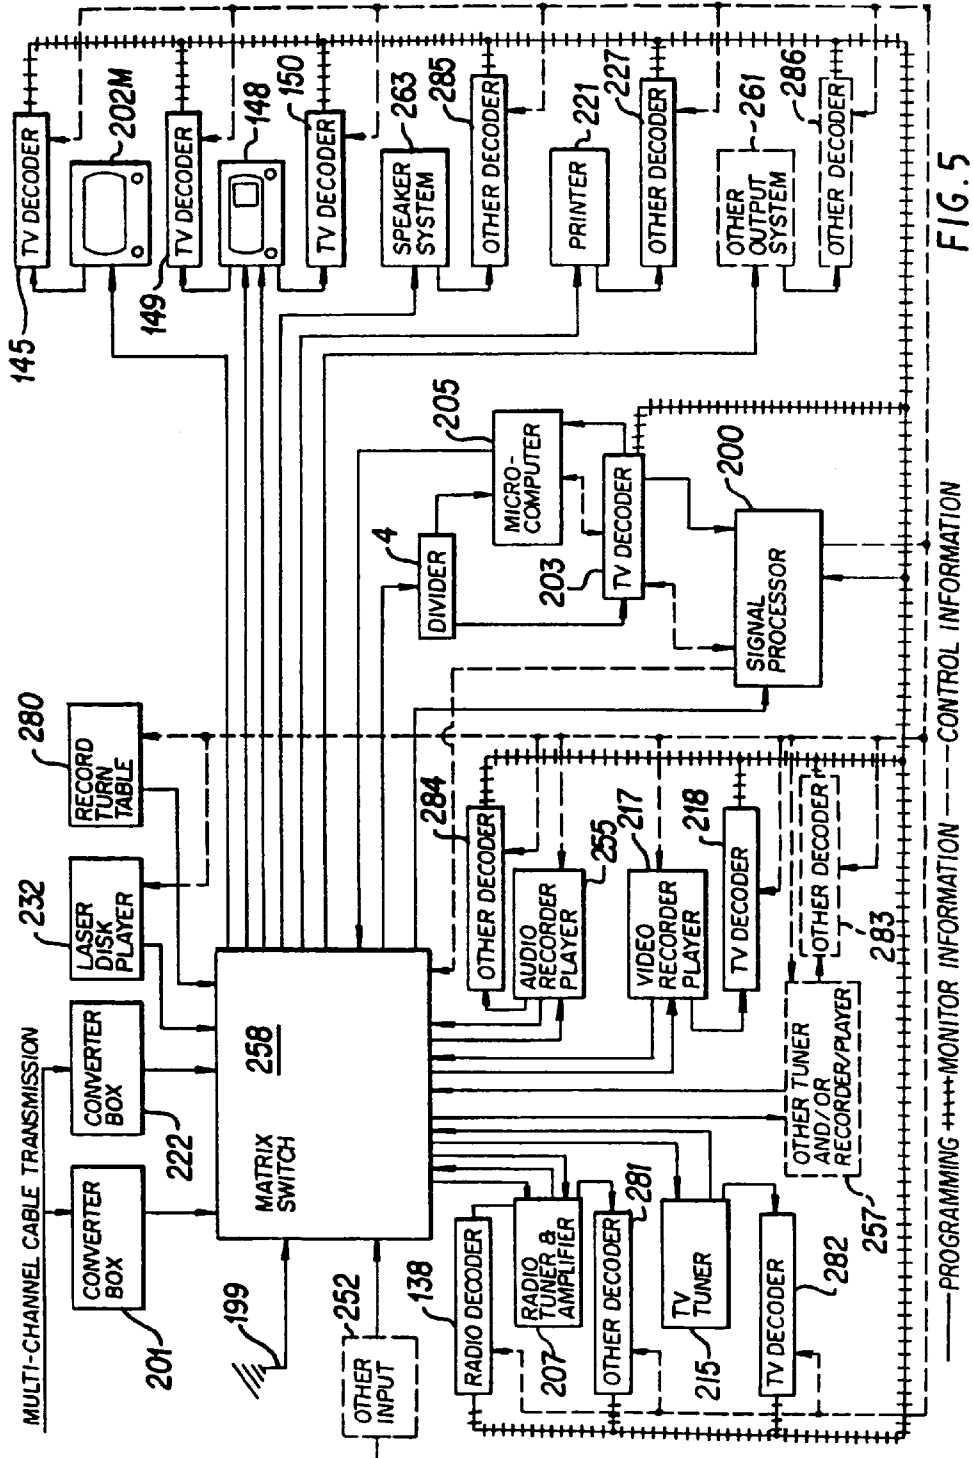 MULTI-CHANNEL CABLE TRANSMISSION
201
CONVERTER
BOX
222
CONVERTER
BOX
232
LASER
DISK
PLAYER
280
RECORD
TURN
TABLE
199
252
OTHER
INPUT
MATRIX
SWITCH
258
145
TV DECODER
202M
149
TV DECODER
148
TV DECODER
150
SPEAKER
SYSTEM
263
OTHER DECODER
285
PRINTER
221
OTHER DECODER
227
OTHER
OUTPUT
SYSTEM
261
OTHER DECODER
286
4
DIVIDER
205
MICRO-
COMPUTER
203
TV DECODER
200
SIGNAL
PROCESSOR
138
RADIO DECODER
207
RADIO
TUNER &
AMPLIFIER
OTHER DECODER
281
TV
TUNER
215
TV DECODER
282
284
OTHER DECODER
AUDIO
RECORDER
PLAYER
255
VIDEO
RECORDER
PLAYER
217
TV DECODER
218
OTHER TUNER
AND/OR
RECORDER/PLAYER
257
OTHER DECODER
283
PROGRAMMING
MONITOR INFORMATION
CONTROL INFORMATION
FIG. 5